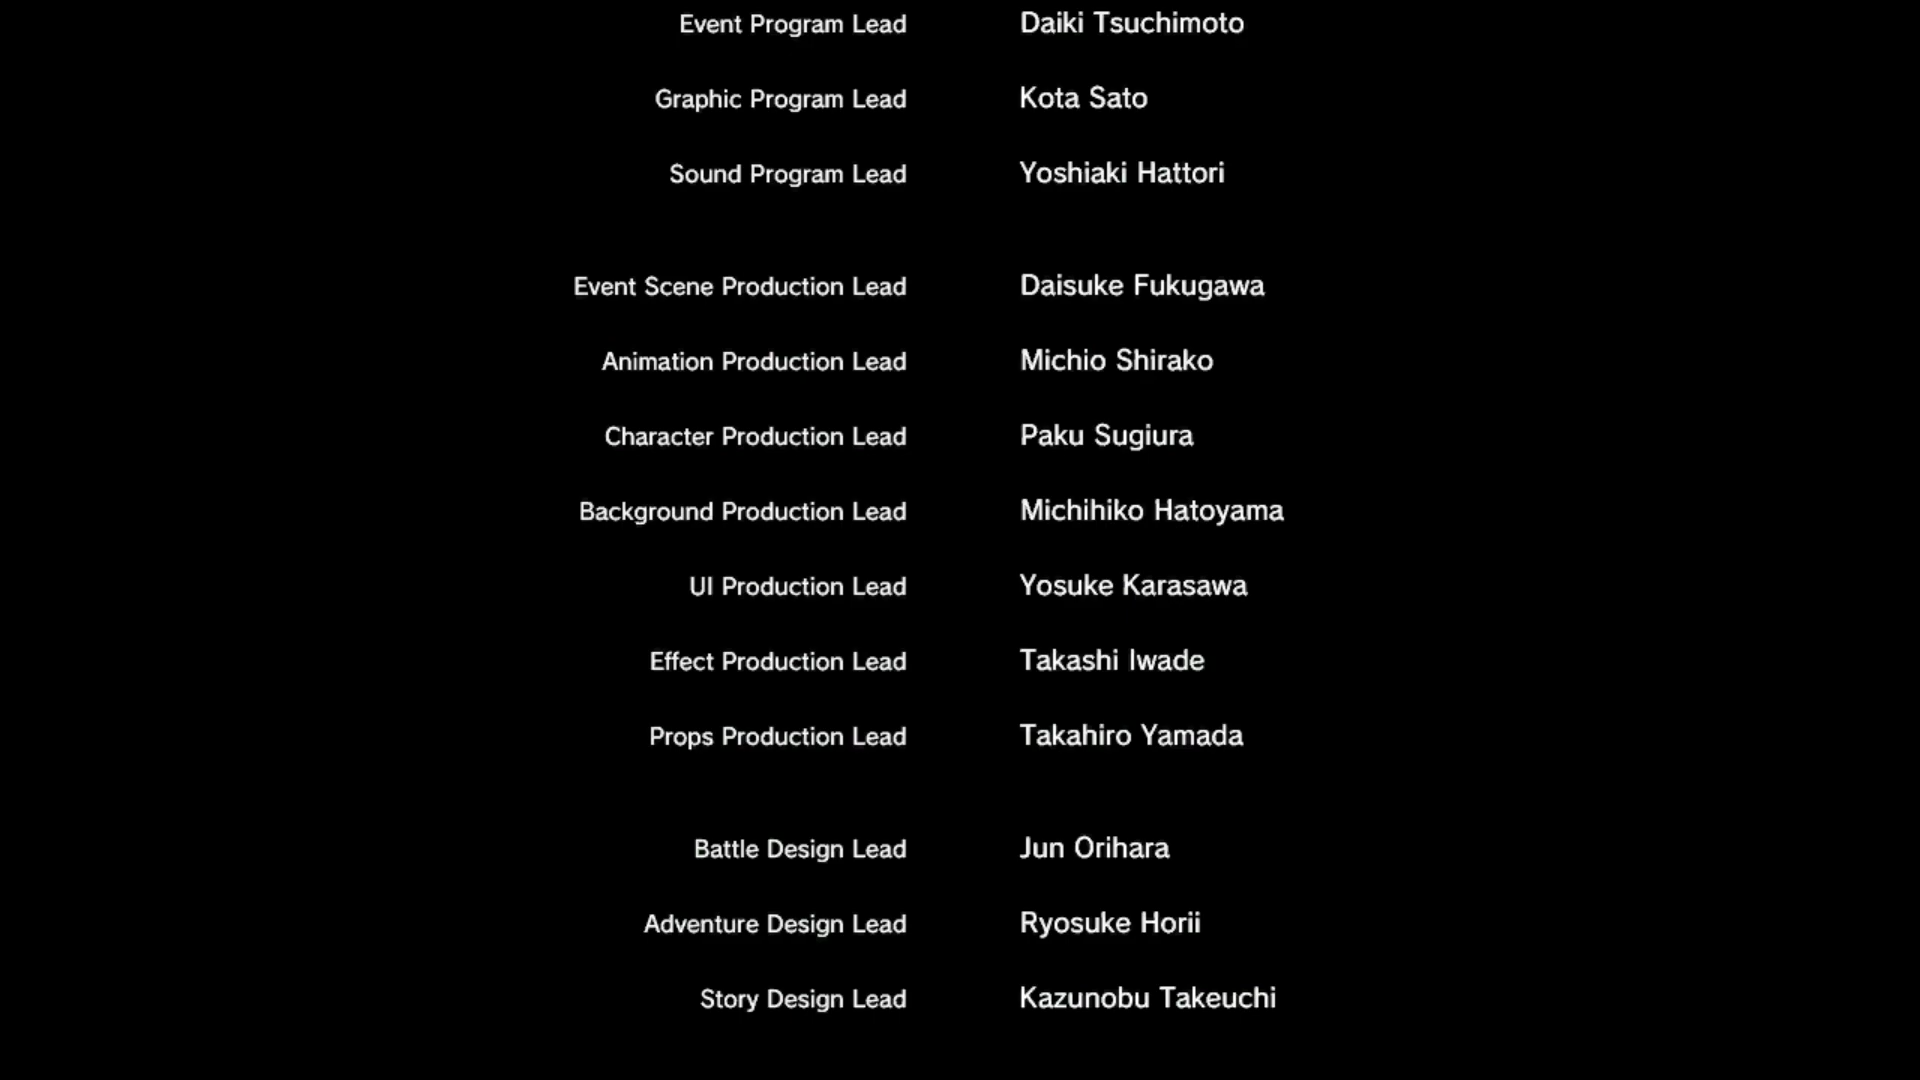 Event Program Lead Daiki Tsuchimoto
Graphic Program Lead Kota Sato
Sound Program Lead Yoshiaki Hattori
Event Scene Production Lead Daisuke Fukugawa
Animation Production Lead Michio Shirako
Character Production Lead Paku Sugiura
Background Production Lead Michihiko Hatoyama
UI Production Lead Yosuke Karasawa
Effect Production Lead Takashi Iwade
Props Production Lead Takahiro Yamada
Battle Design Lead Jun Orihara
Adventure Design Lead Ryosuke Horii
Story Design Lead Kazunobu Takeuchi